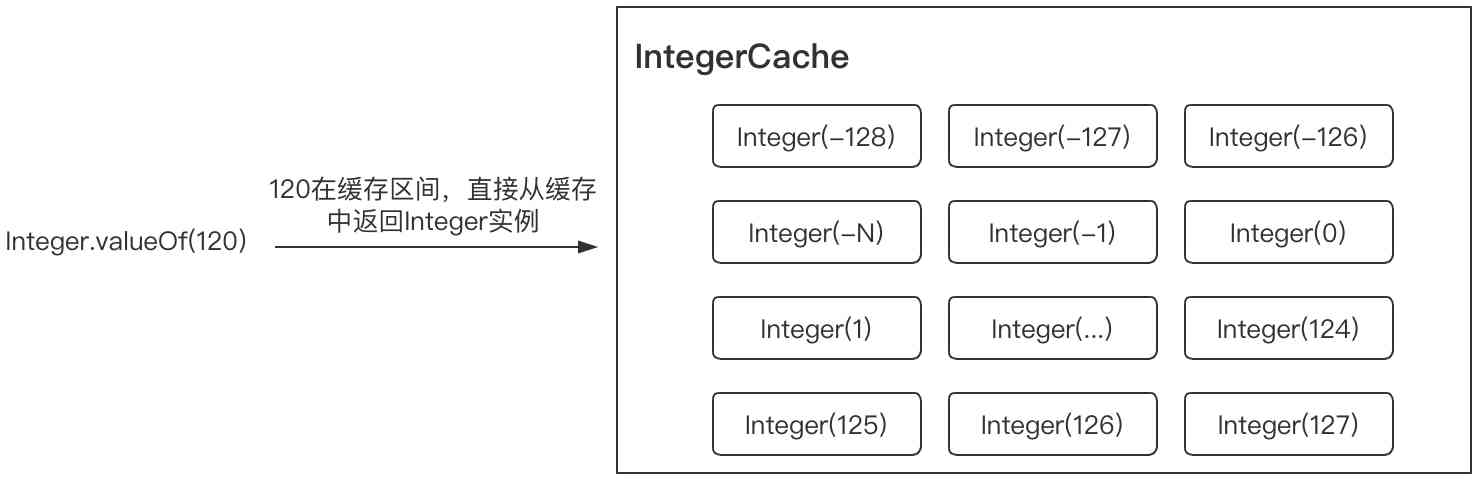 Integer.valueOf(120)
120在缓存区间，直接从缓存
中返回Integer实例
IntegerCache
Integer(−128) Integer(−127) Integer(−126)
Integer(−N) Integer(−1) Integer(0)
Integer(1) Integer(...) Integer(124)
Integer(125) Integer(126) Integer(127)